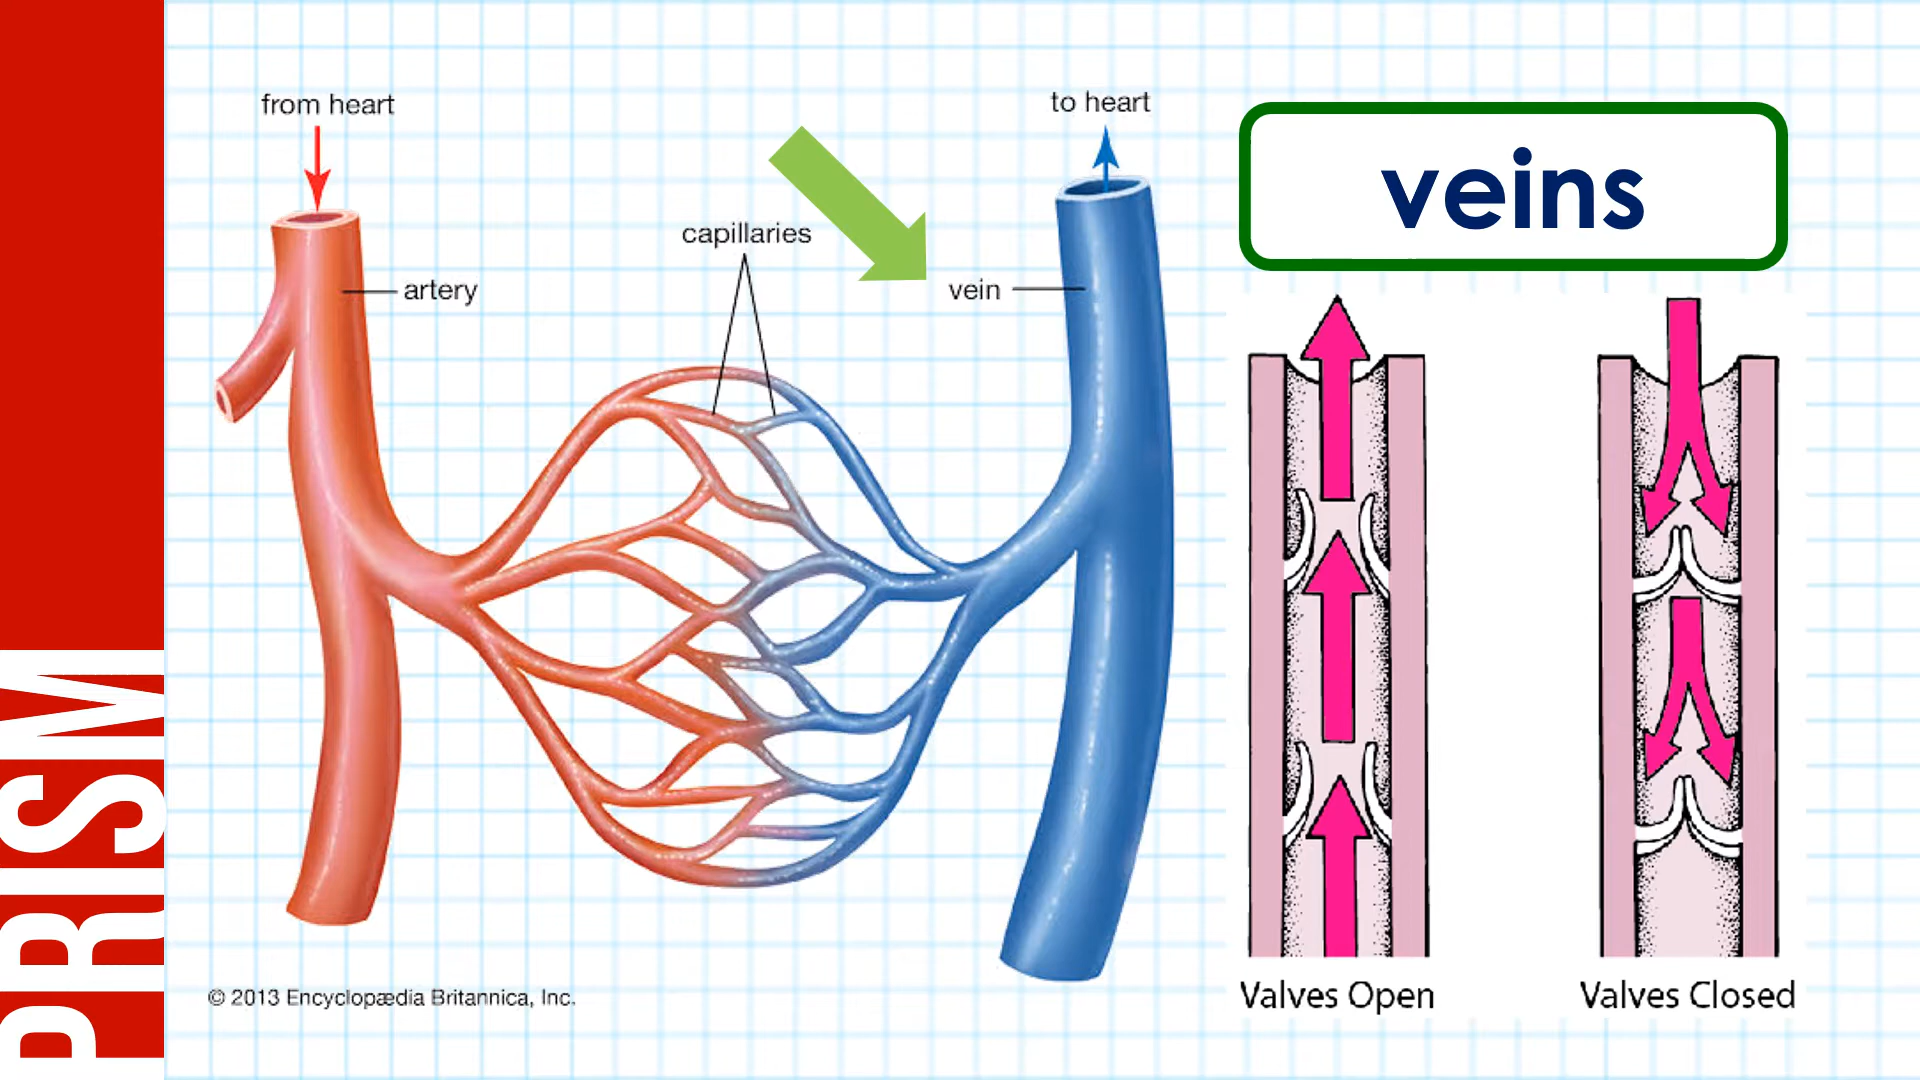 PRISM
from heart
to heart
veins
capillaries
artery
vein
© 2013 Encyclopædia Britannica, Inc.
Valves Open
Valves Closed